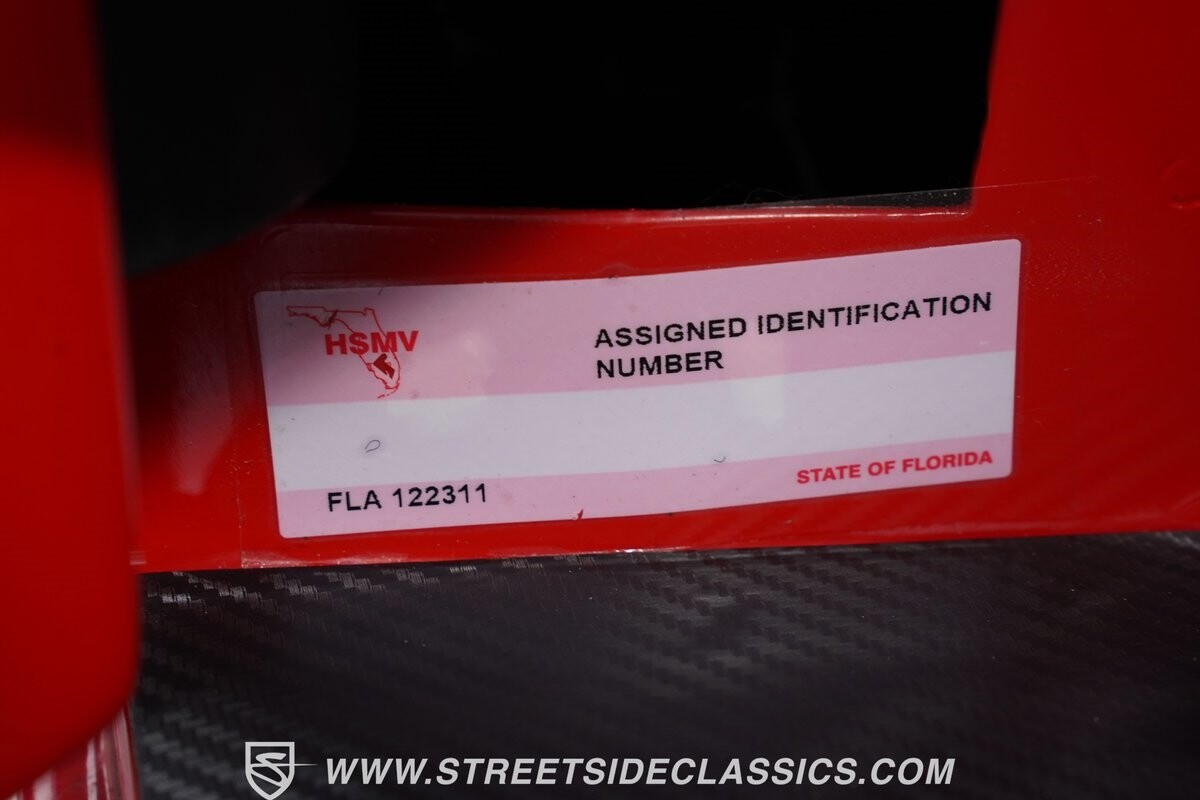 HSMV
ASSIGNED IDENTIFICATION
NUMBER
FLA 122311
STATE OF FLORIDA
WWW.STREETSIDECLASSICS.COM